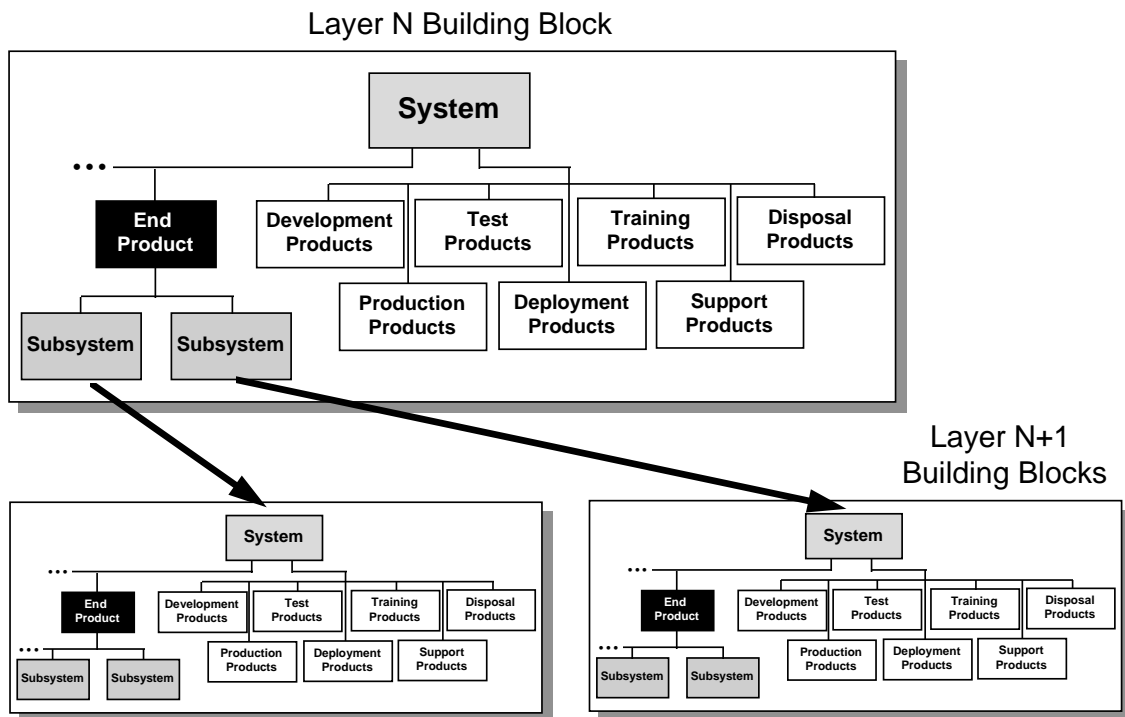 Layer N Building Block
System
•••
End
Product
Development
Products
Test
Products
Training
Products
Disposal
Products
Production
Products
Deployment
Products
Support
Products
Subsystem
Subsystem
Layer N+1
Building Blocks
System
•••
End
Product
Development
Products
Test
Products
Training
Products
Disposal
Products
Production
Products
Deployment
Products
Support
Products
•••
Subsystem
Subsystem
System
•••
End
Product
Development
Products
Test
Products
Training
Products
Disposal
Products
Production
Products
Deployment
Products
Support
Products
•••
Subsystem
Subsystem